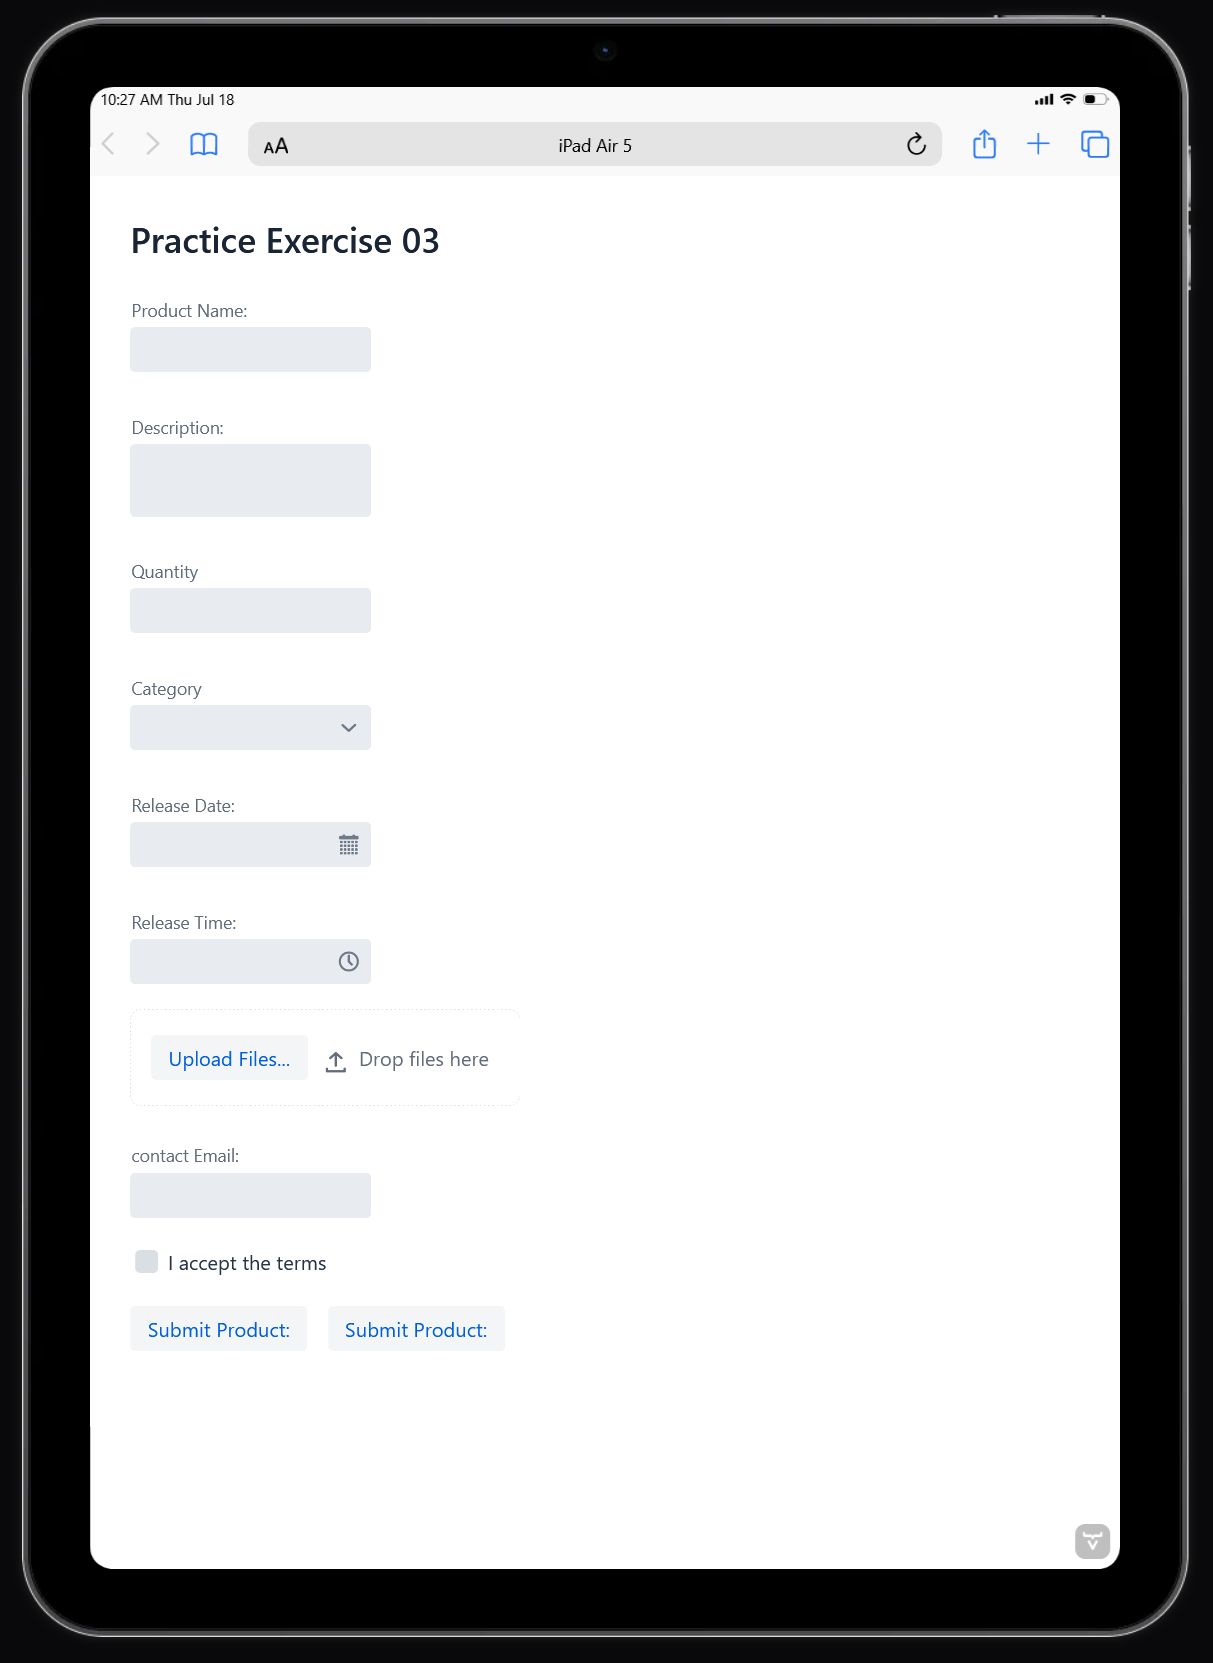 10:27 AM Thu Jul 18
AA
iPad Air 5
Practice Exercise 03
Product Name:
Description:
Quantity
Category
Release Date:
Release Time:
Upload Files... Drop files here
contact Email:
I accept the terms
Submit Product: Submit Product: